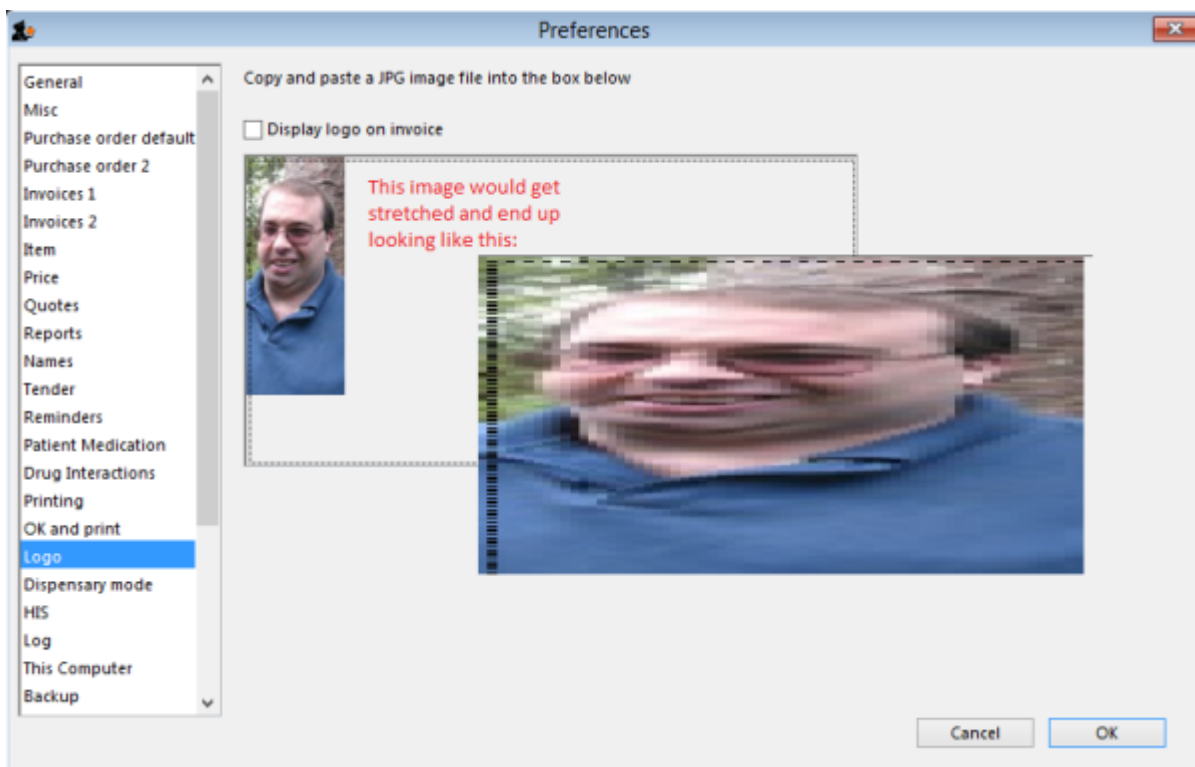 Preferences
General
Misc
Purchase order default
Purchase order 2
Invoices 1
Invoices 2
Item
Price
Quotes
Reports
Names
Tender
Reminders
Patient Medication
Drug Interactions
Printing
OK and print
Logo
Dispensary mode
HIS
Log
This Computer
Backup
Copy and paste a JPG image file into the box below
Display logo on invoice
This image would get
stretched and end up
looking like this:
Cancel
OK